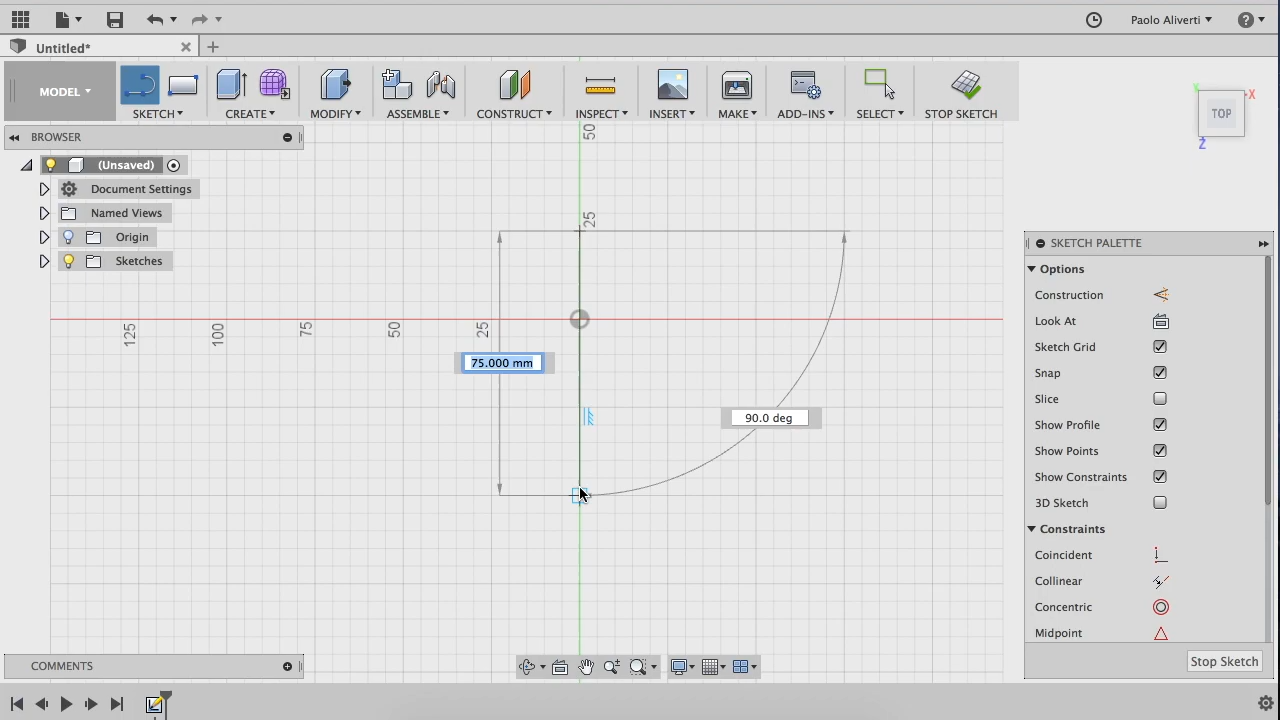 Paolo Aliverti
?
Untitled*
MODEL
SKETCH
CREATE
MODIFY
ASSEMBLE
CONSTRUCT
INSPECT
INSERT
MAKE
ADD-INS
SELECT
STOP SKETCH
X
TOP
Z
BROWSER
(Unsaved)
Document Settings
Named Views
Origin
Sketches
50
25
125
100
75
50
25
75.000 mm
90.0 deg
SKETCH PALETTE
Options
Construction
Look At
Sketch Grid
Snap
Slice
Show Profile
Show Points
Show Constraints
3D Sketch
Constraints
Coincident
Collinear
Concentric
Midpoint
Stop Sketch
COMMENTS